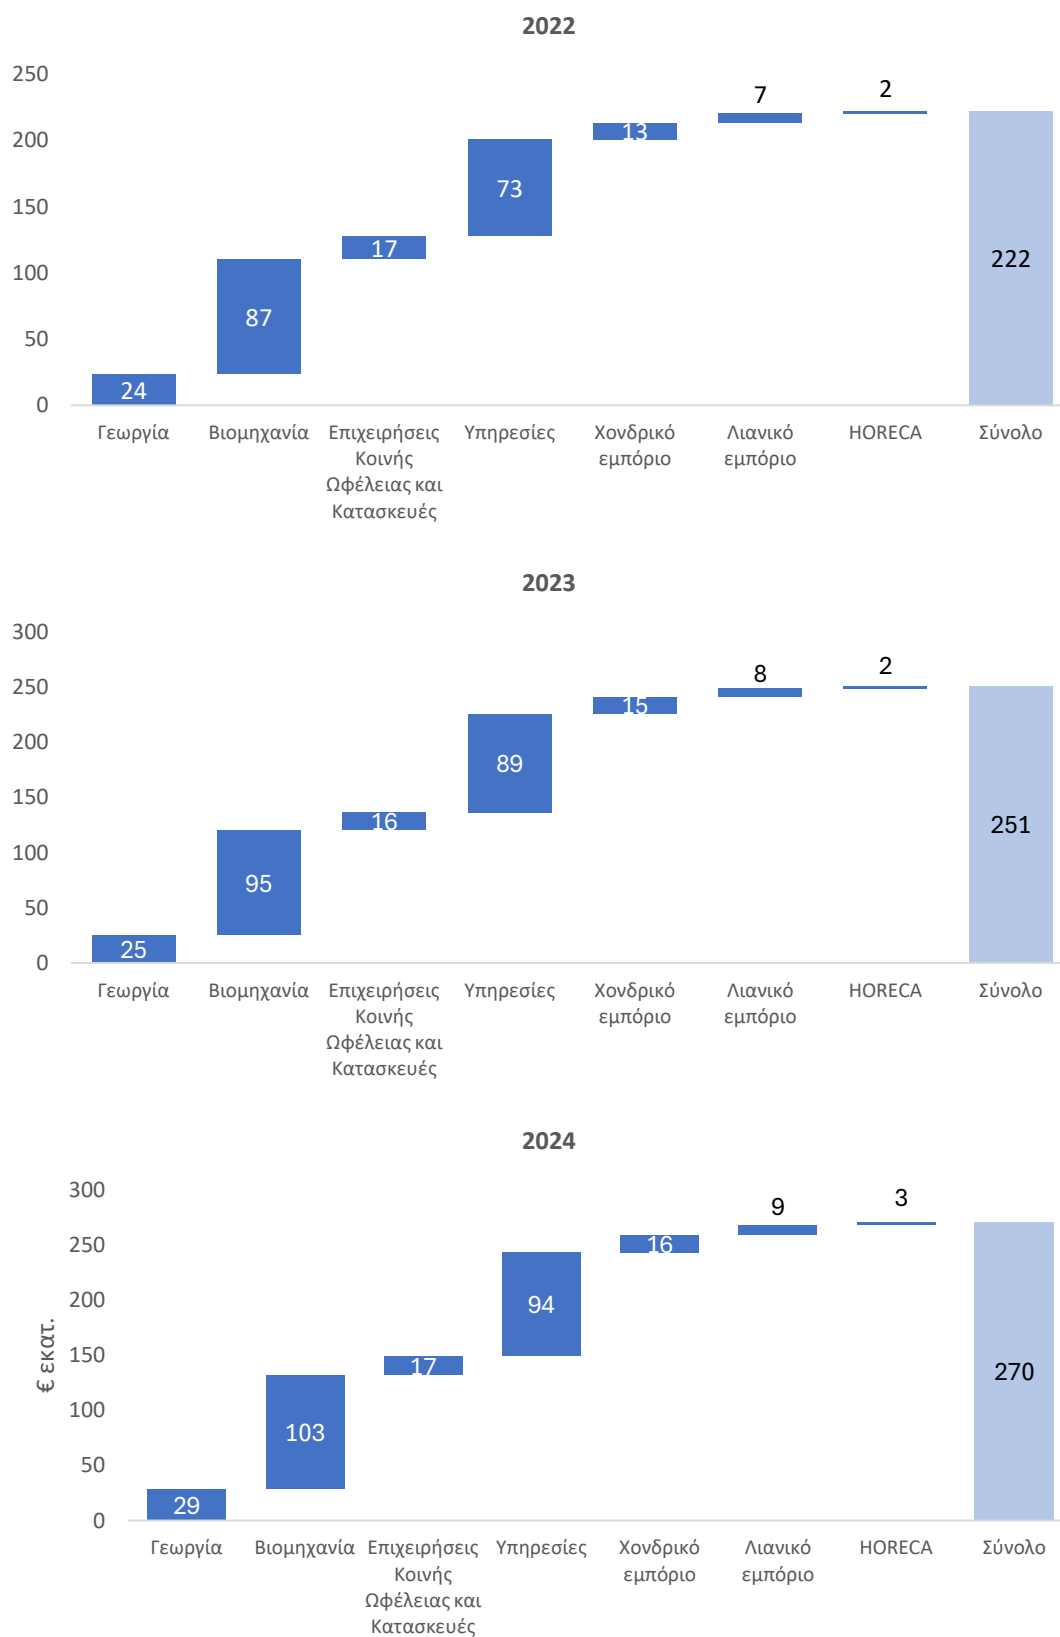 2022
250
200
150
100
50
0
24
87
17
73
13
7
2
222
Γεωργία
Βιομηχανία
Επιχειρήσεις
Κοινής
Ωφέλειας και
Κατασκευές
Υπηρεσίες
Χονδρικό
εμπόριο
Λιανικό
εμπόριο
HORECA
Σύνολο
2023
300
250
200
150
100
50
0
25
95
16
89
15
8
2
251
Γεωργία
Βιομηχανία
Επιχειρήσεις
Κοινής
Ωφέλειας και
Κατασκευές
Υπηρεσίες
Χονδρικό
εμπόριο
Λιανικό
εμπόριο
HORECA
Σύνολο
2024
€ εκατ.
300
250
200
150
100
50
0
29
103
17
94
16
9
3
270
Γεωργία
Βιομηχανία
Επιχειρήσεις
Κοινής
Ωφέλειας και
Κατασκευές
Υπηρεσίες
Χονδρικό
εμπόριο
Λιανικό
εμπόριο
HORECA
Σύνολο